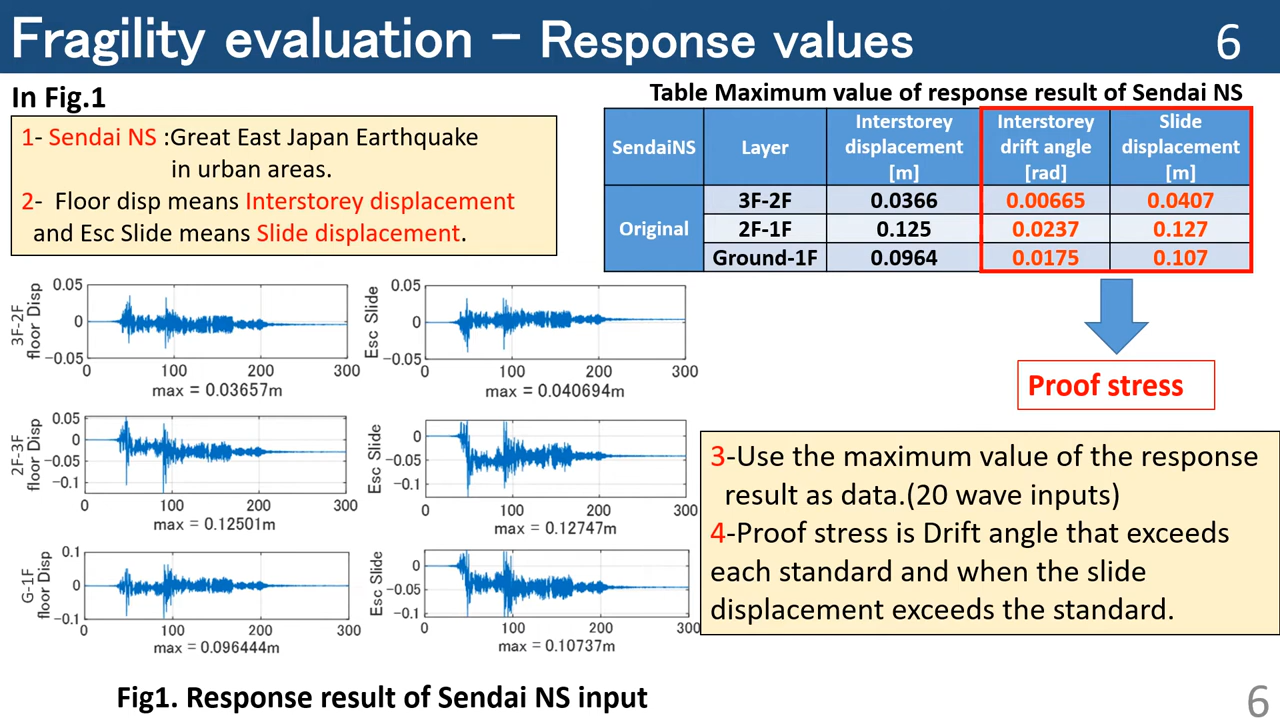 Fragility evaluation – Response values
6
In Fig.1
1- Sendai NS :Great East Japan Earthquake
in urban areas.
2- Floor disp means Interstorey displacement
and Esc Slide means Slide displacement.
Table Maximum value of response result of Sendai NS
SendaiNS Layer Interstorey displacement [m] Interstorey drift angle [rad] Slide displacement [m]
Original
3F-2F 0.0366 0.00665 0.0407
2F-1F 0.125 0.0237 0.127
Ground-1F 0.0964 0.0175 0.107
Proof stress
3-Use the maximum value of the response
result as data.(20 wave inputs)
4-Proof stress is Drift angle that exceeds
each standard and when the slide
displacement exceeds the standard.
3F-2F
floor Disp
0.05
0
−0.05
0 100 200 300
max = 0.03657m
Esc Slide
0.05
0
−0.05
0 100 200 300
max = 0.040694m
2F-3F
floor Disp
0.05
0
−0.05
−0.1
0 100 200 300
max = 0.12501m
Esc Slide
0
−0.05
−0.1
0 100 200 300
max = 0.12747m
G-1F
floor Disp
0.1
0
−0.1
0 100 200 300
max = 0.096444m
Esc Slide
0
−0.05
−0.1
0 100 200 300
max = 0.10737m
Fig1. Response result of Sendai NS input
6